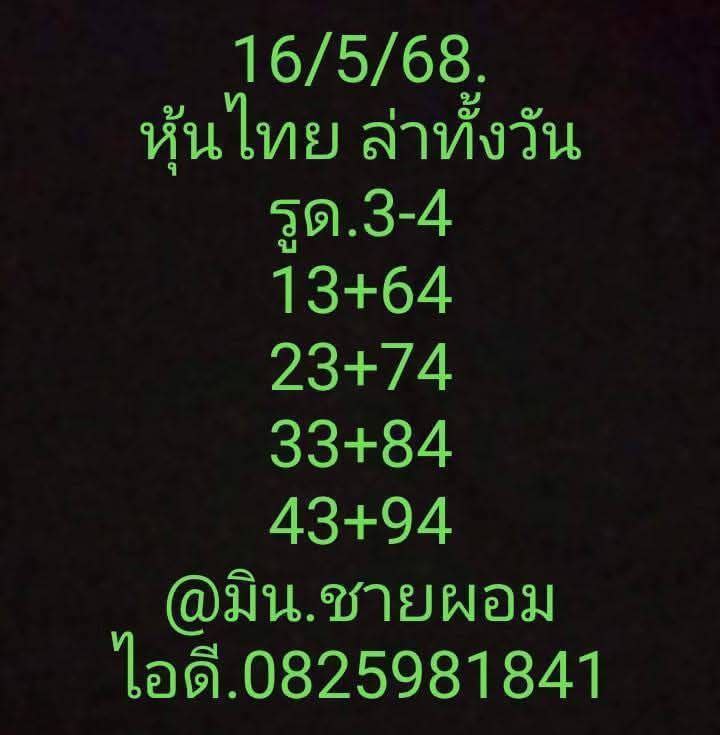 16/5/68.
หุ้นไทย ล่าทั้งวัน
รูด.3-4
13+64
23+74
33+84
43+94
@มิน.ชายผอม
ไอดี.0825981841